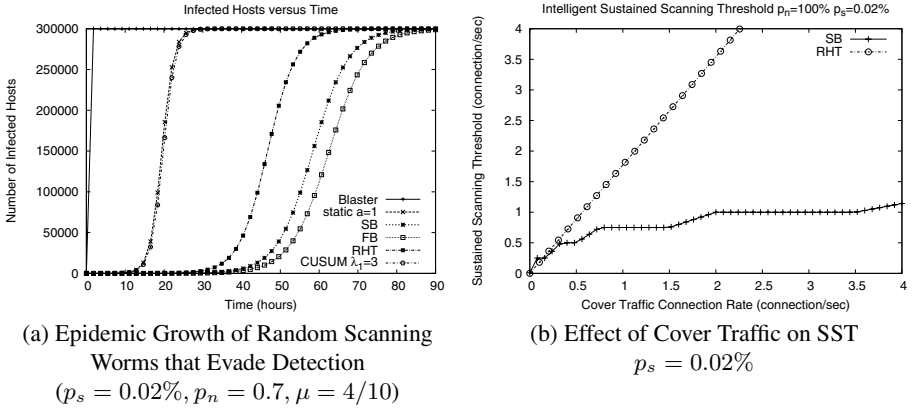 Infected Hosts versus Time
Number of Infected Hosts
300000
250000
200000
150000
100000
50000
0
0 10 20 30 40 50 60 70 80 90
Time (hours)
Blaster
static a=1
SB
FB
RHT
CUSUM λ₁=3
(a) Epidemic Growth of Random Scanning
Worms that Evade Detection
(pₛ = 0.02%, pₙ = 0.7, μ = 4/10)
Intelligent Sustained Scanning Threshold pₙ=100% pₛ=0.02%
Sustained Scanning Threshold (connection/sec)
4
3.5
3
2.5
2
1.5
1
0.5
0
0 0.5 1 1.5 2 2.5 3 3.5 4
Cover Traffic Connection Rate (connection/sec)
SB
RHT
(b) Effect of Cover Traffic on SST
pₛ = 0.02%